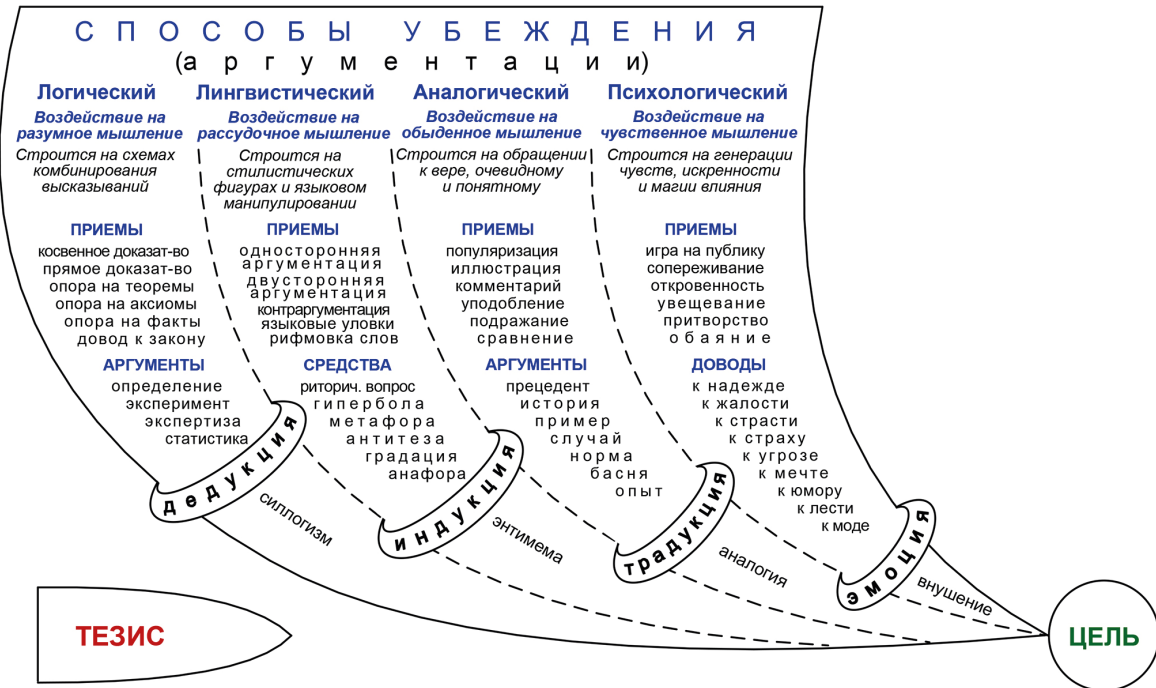 СПОСОБЫ УБЕЖДЕНИЯ
(аргументации)
Логический
Воздействие на
разумное мышление
Строится на схемах
комбинирования
высказываний
ПРИЕМЫ
косвенное доказат-во
прямое доказат-во
опора на теоремы
опора на аксиомы
опора на факты
довод к закону
АРГУМЕНТЫ
определение
эксперимент
экспертиза
статистика
дедукция
силлогизм
Лингвистический
Воздействие на
рассудочное мышление
Строится на
стилистических
фигурах и языковом
манипулировании
ПРИЕМЫ
односторонняя
аргументация
двусторонняя
аргументация
контраргументация
языковые уловки
рифмовка слов
СРЕДСТВА
риторич. вопрос
гипербола
метафора
антитеза
градация
анафора
индукция
энтимема
Аналогический
Воздействие на
обыденное мышление
Строится на обращении
к вере, очевидному
и понятному
ПРИЕМЫ
популяризация
иллюстрация
комментарий
уподобление
подражание
сравнение
АРГУМЕНТЫ
прецедент
история
пример
случай
норма
басня
опыт
традукция
аналогия
Психологический
Воздействие на
чувственное мышление
Строится на генерации
чувств, искренности
и магии влияния
ПРИЕМЫ
игра на публику
сопереживание
откровенность
увещевание
притворство
обаяние
ДОВОДЫ
к надежде
к жалости
к страсти
к страху
к угрозе
к мечте
к юмору
к лести
к моде
эмоция
внушение
ТЕЗИС
ЦЕЛЬ